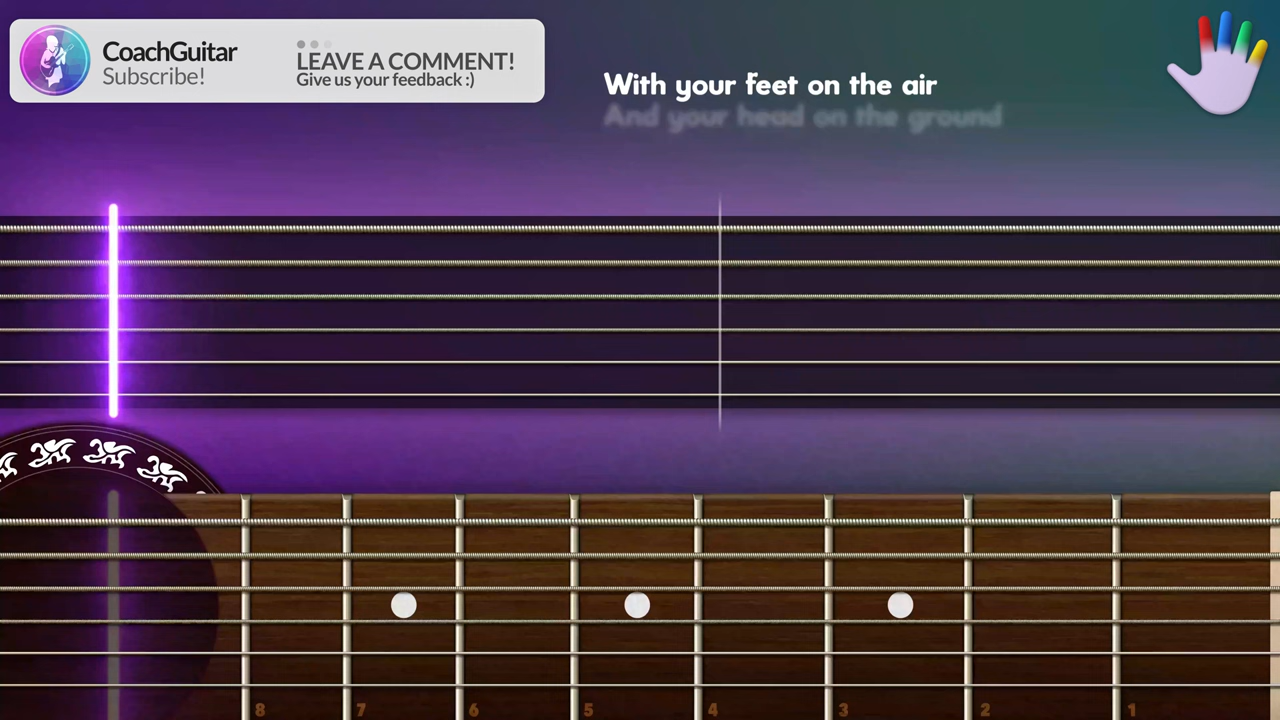 CoachGuitar
Subscribe!
LEAVE A COMMENT!
Give us your feedback :)
With your feet on the air
And your head on the ground
8 7 6 5 4 3 2 1